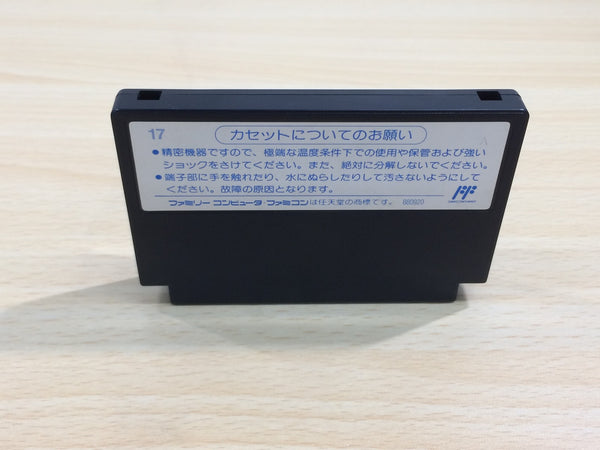 17
カセットについてのお願い
●精密機器ですので、極端な温度条件下での使用や保管および強い
ショックをさけてください。また、絶対に分解しないでください。
●端子部に手を触れたり、水にぬらしたりして汚さないようにして
ください。故障の原因となります。
ファミリーコンピュータ・ファミコンは任天堂の商標です。 880920